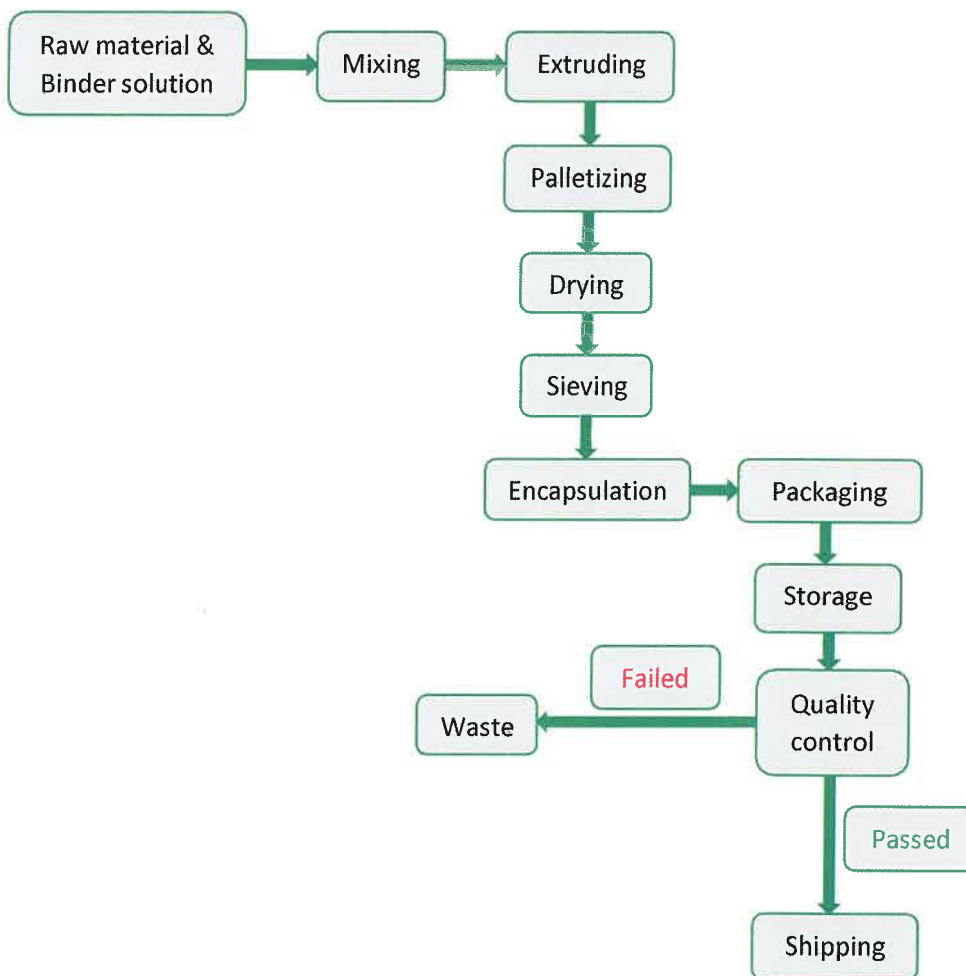 Raw material &
Binder solution
Mixing
Extruding
Palletizing
Drying
Sieving
Encapsulation
Packaging
Storage
Failed
Quality
control
Waste
Passed
Shipping